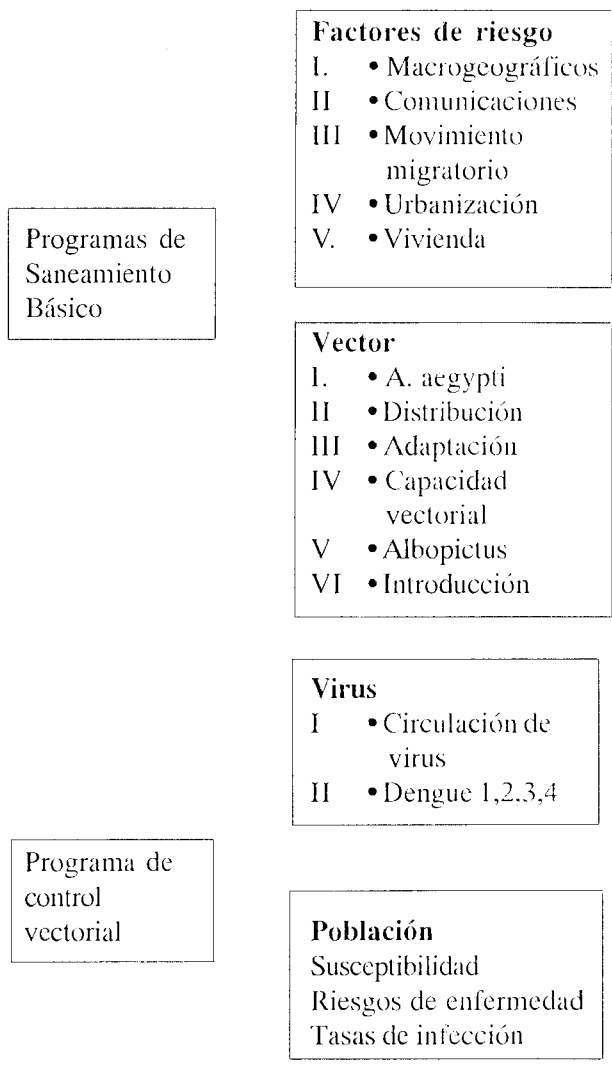 Factores de riesgo
I. • Macrogeográficos
II • Comunicaciones
III • Movimiento
migratorio
IV • Urbanización
V. • Vivienda
Programas de
Saneamiento
Básico
Vector
I. • A. aegypti
II • Distribución
III • Adaptación
IV • Capacidad
vectorial
V • Albopictus
VI • Introducción
Virus
I • Circulación de
virus
II • Dengue 1,2,3,4
Programa de
control
vectorial
Población
Susceptibilidad
Riesgos de enfermedad
Tasas de infección